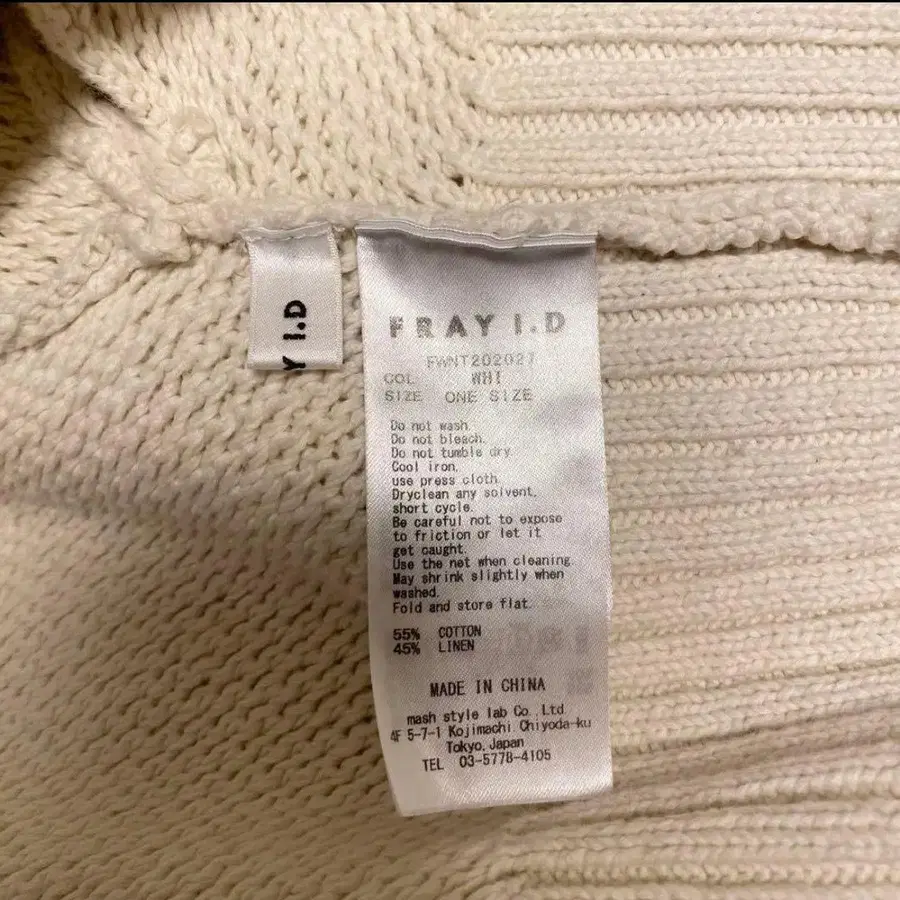 Y I.D
FRAY I.D
FWNT202027
COL WHT
SIZE ONE SIZE
Do not wash.
Do not bleach.
Do not tumble dry
Cool iron,
use press cloth.
Dryclean any solvent,
short cycle.
Be careful not to expose
to friction or let it
get caught.
Use the net when cleaning.
May shrink slightly when
washed.
Fold and store flat.
55% COTTON
45% LINEN
MADE IN CHINA
mash style lab Co., Ltd.
4F 5-7-1 Kojimachi Chiyoda-ku
Tokyo, Japan
TEL 03-5778-4105